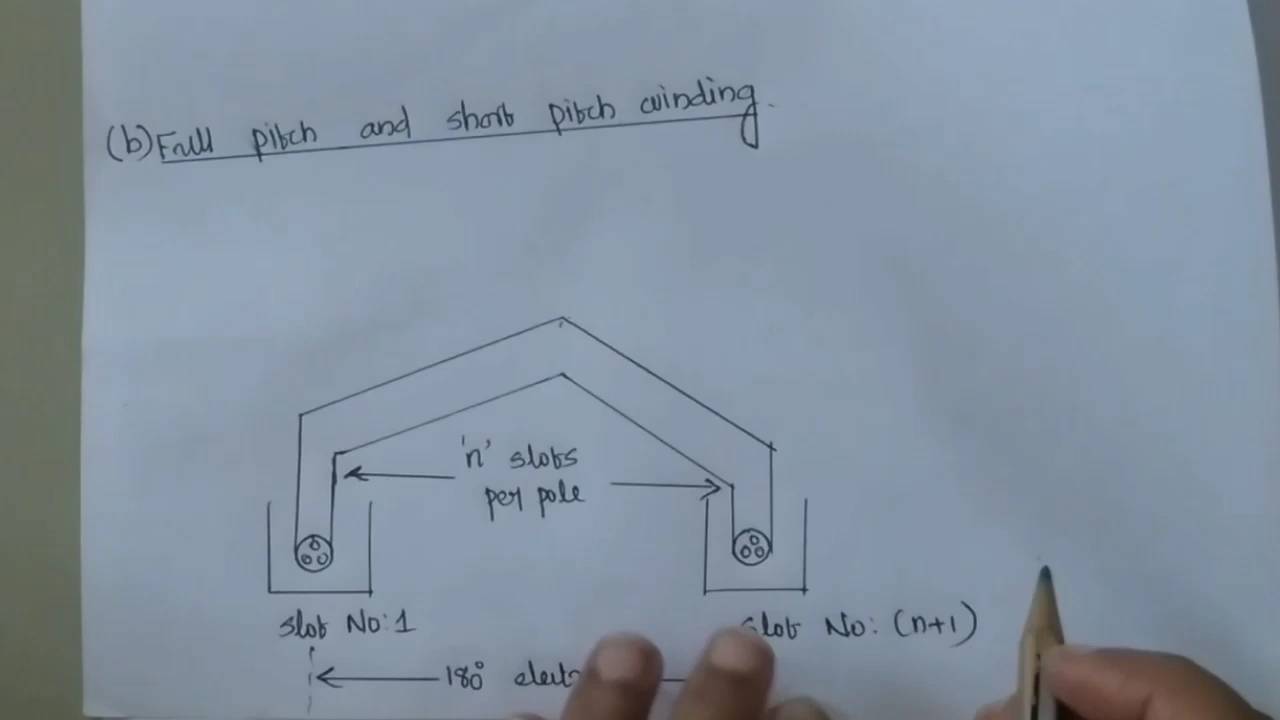 (b) Full pitch and short pitch winding.
'n' slots
per pole
slot No: 1
slot No: (n+1)
180°